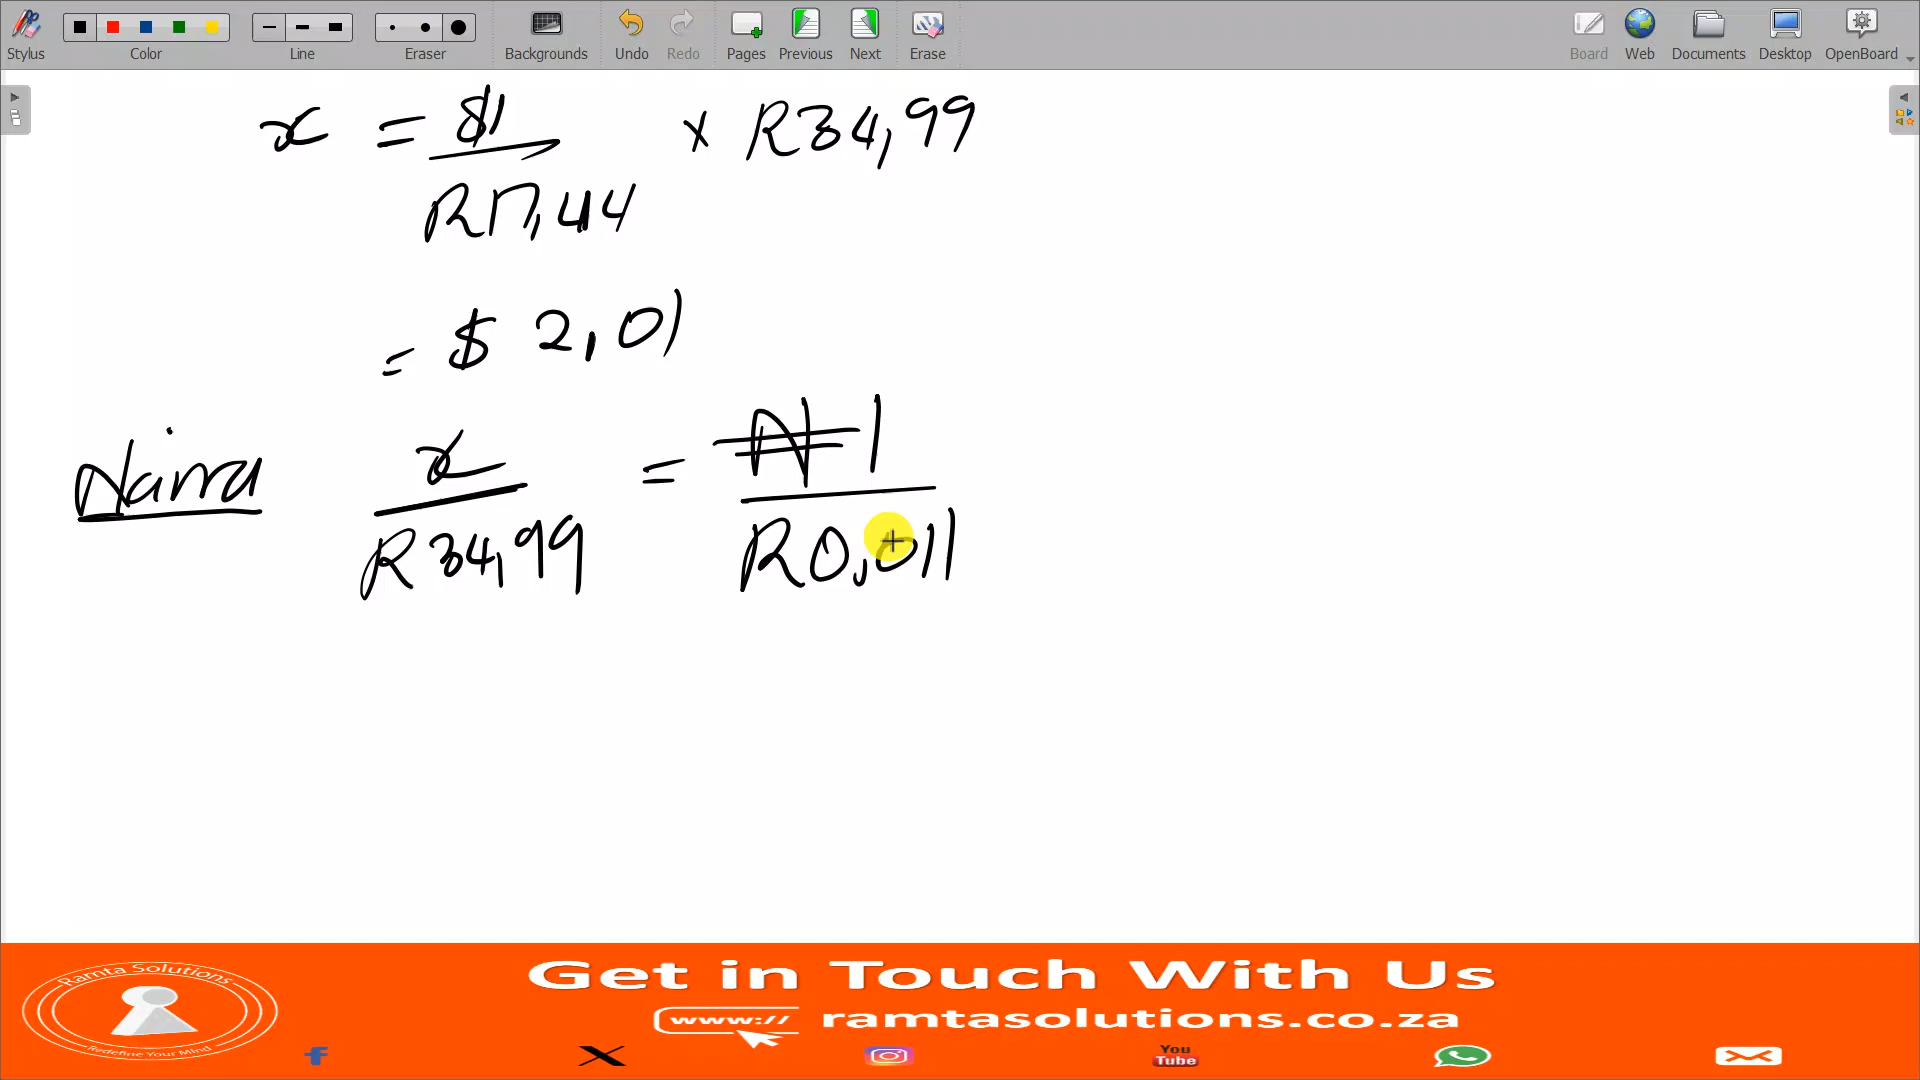 Stylus Color Line Eraser Backgrounds Undo Redo Pages Previous Next Erase Board Web Documents Desktop OpenBoard
x = $1 / R17,44 × R34,99
= $ 2,01
Naira x / R34,99 = ₦1 / R0,011
Ramta Solutions
Redefine Your Mind
Get in Touch With Us
www:// ramtasolutions.co.za
You Tube